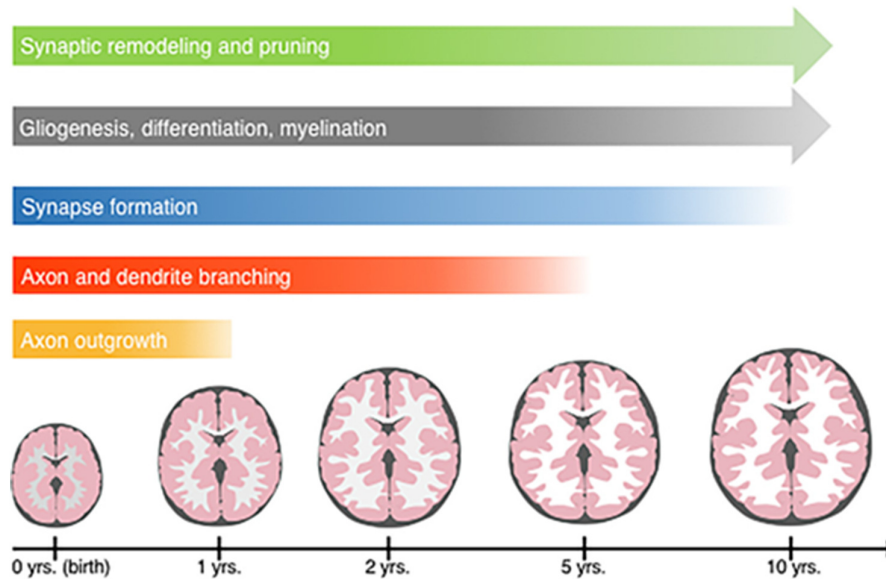 Synaptic remodeling and pruning
Gliogenesis, differentiation, myelination
Synapse formation
Axon and dendrite branching
Axon outgrowth
0 yrs. (birth) 1 yrs. 2 yrs. 5 yrs. 10 yrs.